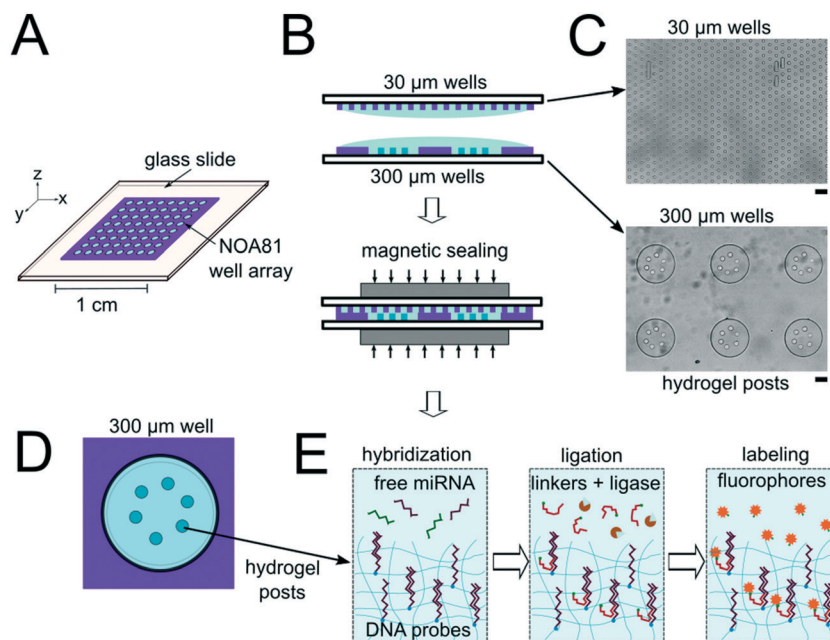 A
glass slide
z
x
y
NOA81
well array
1 cm
B
30 µm wells
300 µm wells
magnetic sealing
C
30 µm wells
300 µm wells
hydrogel posts
D
300 µm well
hydrogel
posts
E
hybridization
free miRNA
DNA probes
ligation
linkers + ligase
labeling
fluorophores